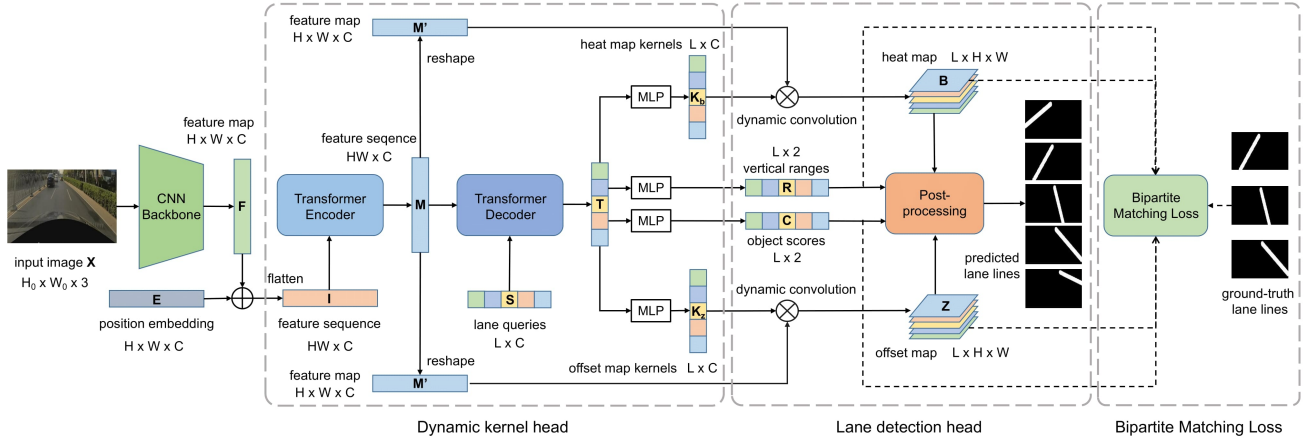 feature map
H x W x C
M'
reshape
heat map kernels L x C
MLP
K_b
dynamic convolution
heat map L x H x W
B
feature map
H x W x C
CNN
Backbone
F
input image X
H₀ x W₀ x 3
E
position embedding
H x W x C
flatten
I
feature sequence
HW x C
Transformer
Encoder
feature seqence
HW x C
M
Transformer
Decoder
S
lane queries
L x C
T
MLP
MLP
L x 2
vertical ranges
R
C
object scores
L x 2
Post-
processing
predicted
lane lines
Bipartite
Matching Loss
ground-truth
lane lines
reshape
feature map
H x W x C
M'
MLP
K_z
offset map kernels L x C
dynamic convolution
Z
offset map L x H x W
Dynamic kernel head
Lane detection head
Bipartite Matching Loss